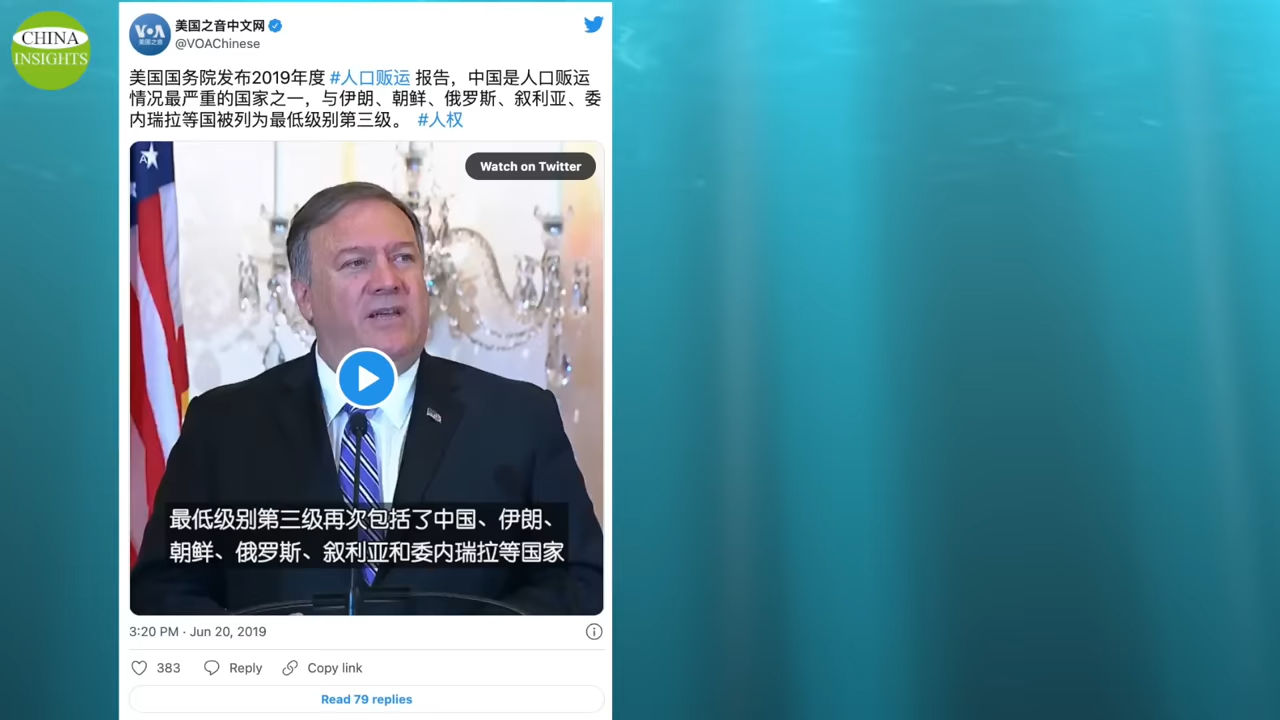 CHINA
INSIGHTS
VOA
美国之音
美国之音中文网
@VOAChinese
美国国务院发布2019年度 #人口贩运 报告，中国是人口贩运
情况最严重的国家之一，与伊朗、朝鲜、俄罗斯、叙利亚、委
内瑞拉等国被列为最低级别第三级。 #人权
Watch on Twitter
最低级别第三级再次包括了中国、伊朗、
朝鲜、俄罗斯、叙利亚和委内瑞拉等国家
3:20 PM · Jun 20, 2019
383 Reply Copy link
Read 79 replies